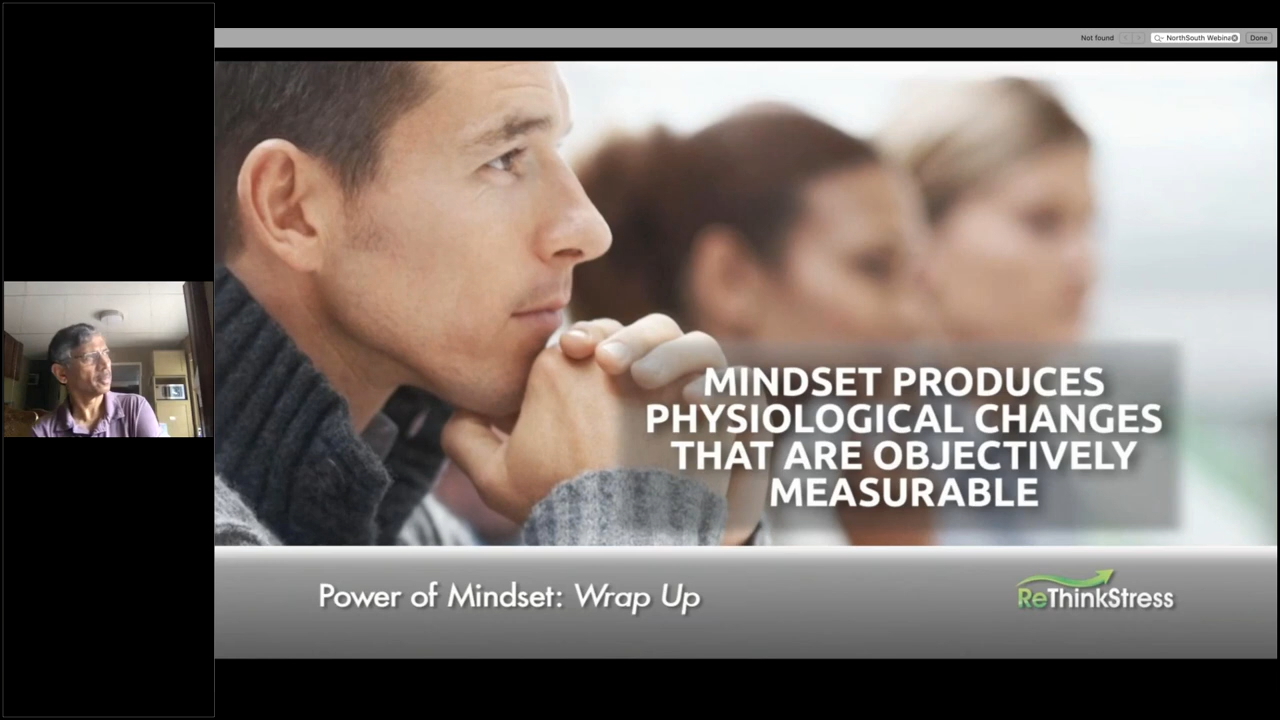 Not found
NorthSouth Webina
Done
MINDSET PRODUCES
PHYSIOLOGICAL CHANGES
THAT ARE OBJECTIVELY
MEASURABLE
Power of Mindset: Wrap Up
ReThinkStress